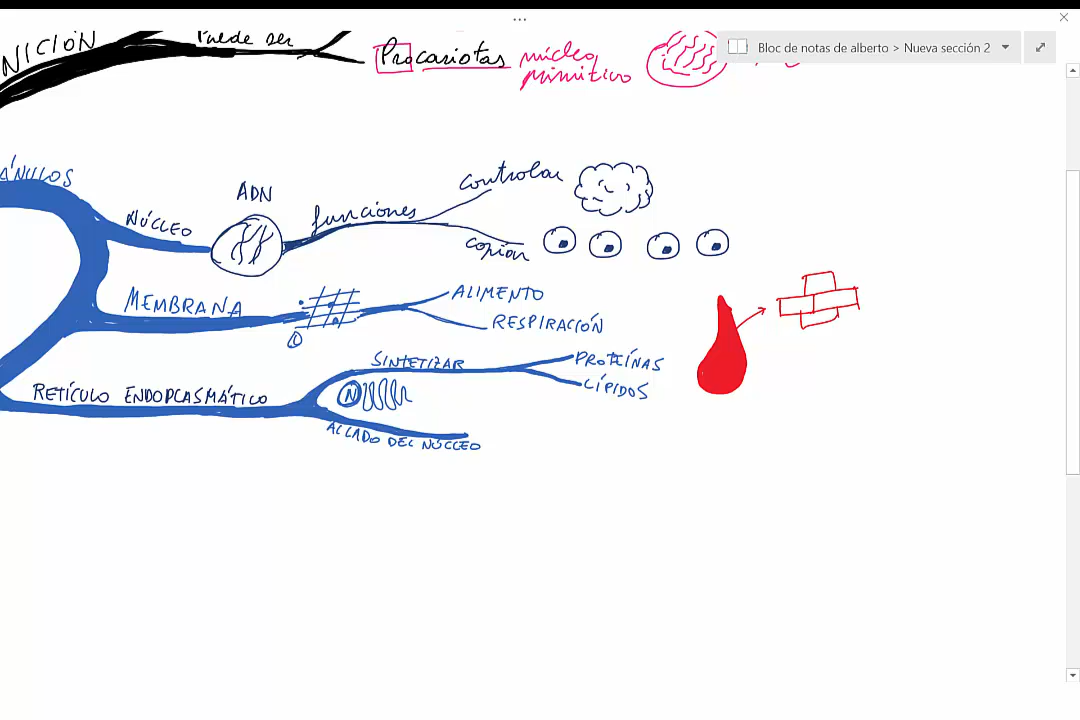 NICIÓN
Puede ser
Procariotas
núcleo
primitivo
Bloc de notas de alberto > Nueva sección 2
ÁNULOS
NÚCLEO
ADN
funciones
controlar
copiar
MEMBRANA
ALIMENTO
RESPIRACIÓN
RETÍCULO ENDOPLASMÁTICO
SINTETIZAR
PROTEÍNAS
LÍPIDOS
N
AL LADO DEL NÚCLEO